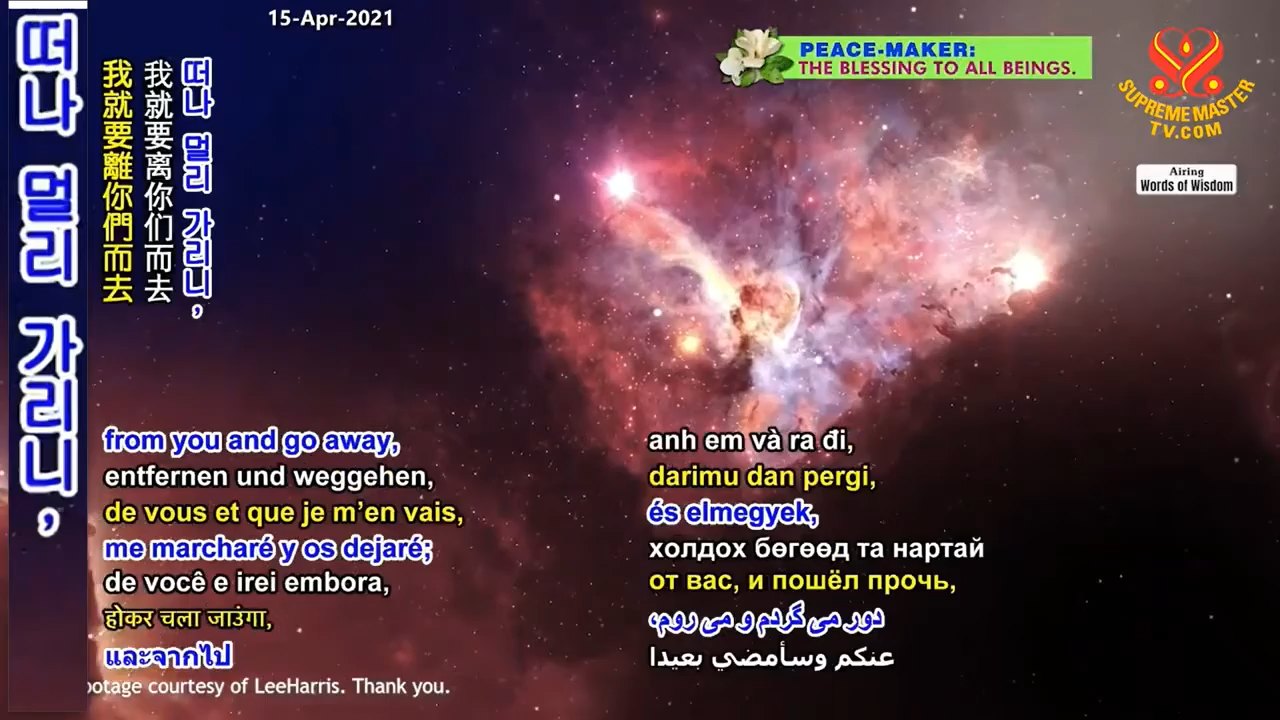 떠나 멀리 가리니,
15-Apr-2021
我就要離你們而去
我就要离你们而去
떠나 멀리 가리니,
PEACE-MAKER:
THE BLESSING TO ALL BEINGS.
SUPREME MASTER
TV.COM
Airing
Words of Wisdom
from you and go away,
entfernen und weggehen,
de vous et que je m’en vais,
me marcharé y os dejaré;
de você e irei embora,
होकर चला जाउंगा,
และจากไป
anh em và ra đi,
darimu dan pergi,
és elmegyek,
холдох бөгөөд та нартай
от вас, и пошёл прочь,
دور می گردم و می روم،
عنكم وسأمضي بعيدا
ootage courtesy of LeeHarris. Thank you.